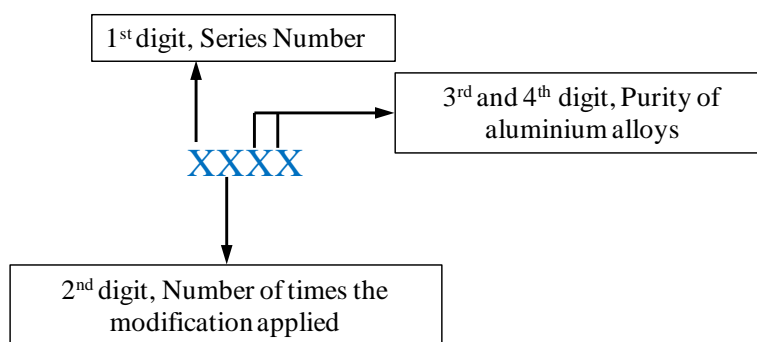 1st digit, Series Number
3rd and 4th digit, Purity of
aluminium alloys
XXXX
2nd digit, Number of times the
modification applied